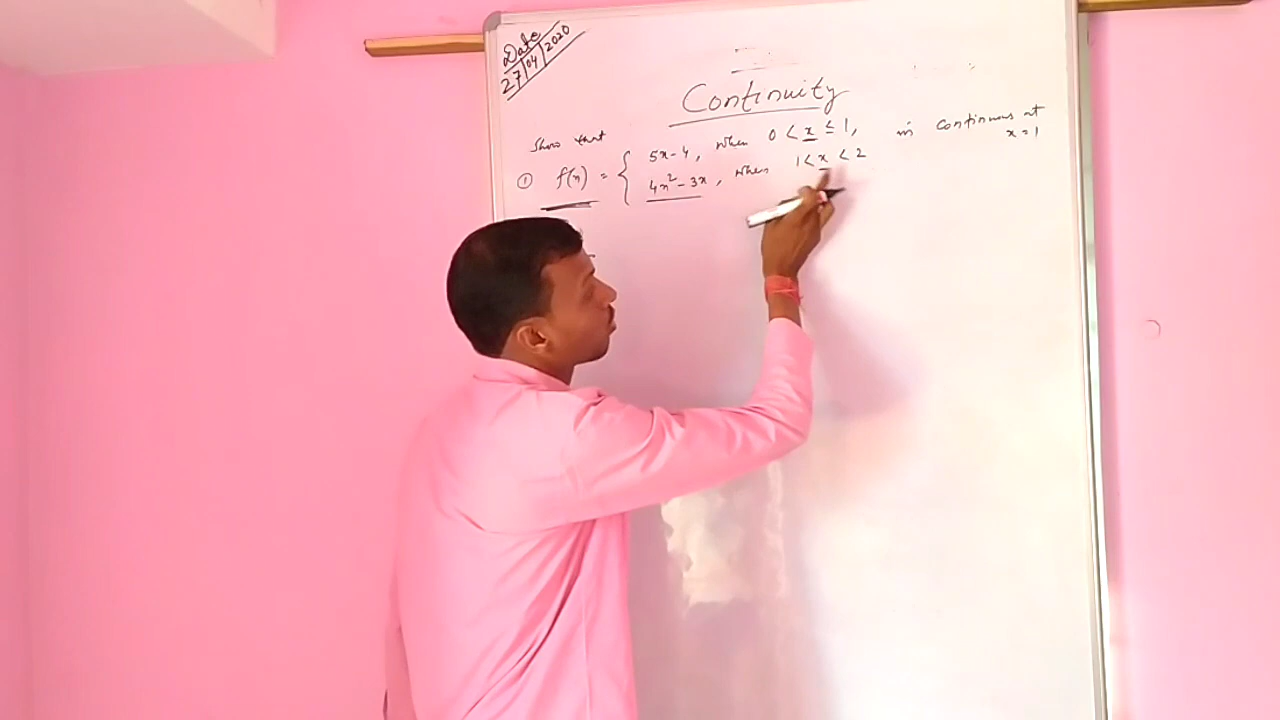 Date
27/04/2020
Continuity
Show that
① f(x) = { 5x-4, when 0 < x ≤ 1,
4x² - 3x, when 1 < x < 2
is continuous at
x = 1